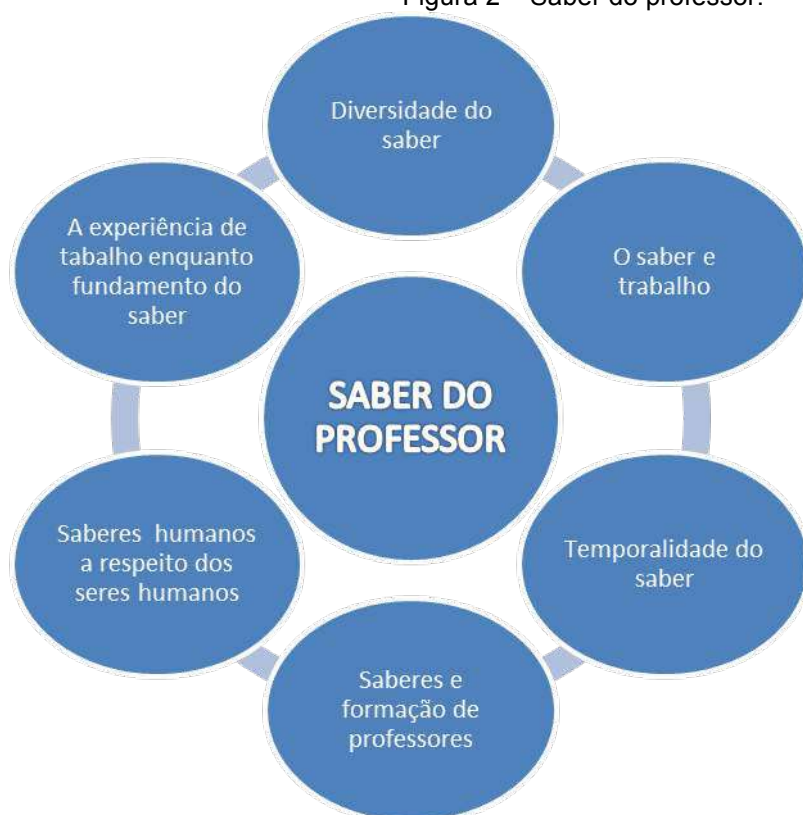 Figura 2 – Saber do professor.
Diversidade do
saber
O saber e
trabalho
Temporalidade do
saber
Saberes e
formação de
professores
Saberes humanos
a respeito dos
seres humanos
A experiência de
tabalho enquanto
fundamento do
saber
SABER DO
PROFESSOR